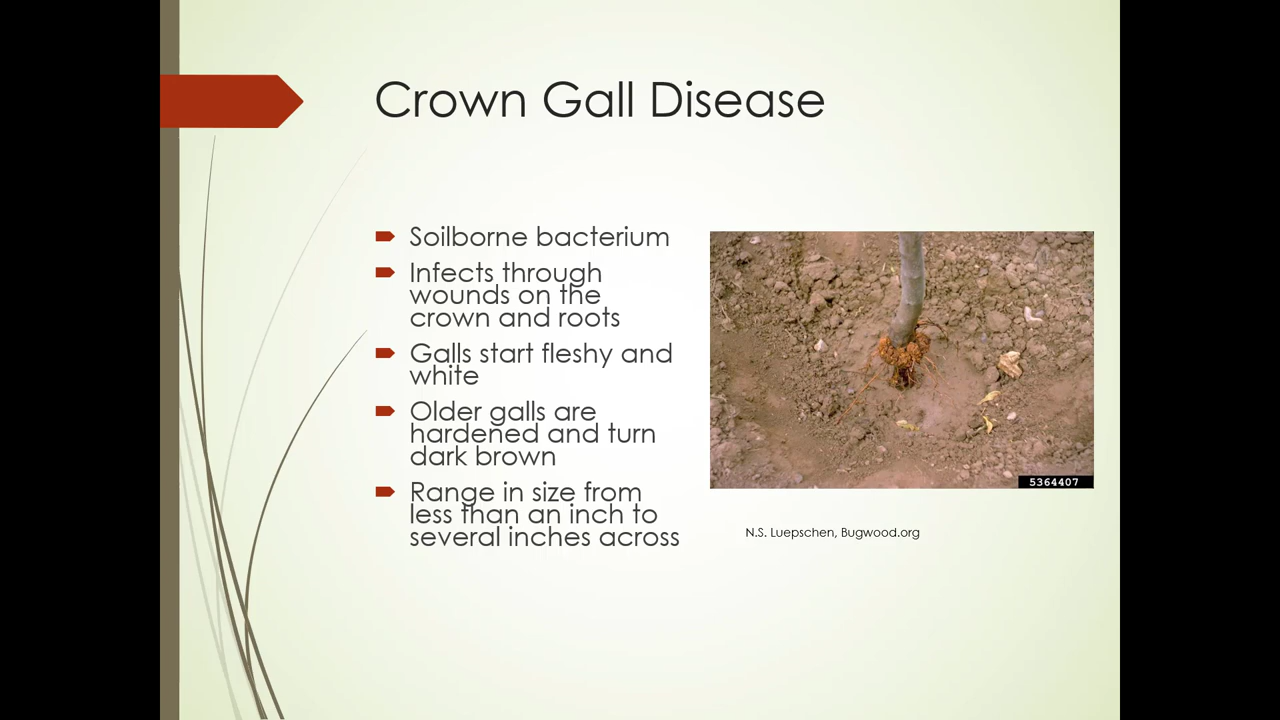 Crown Gall Disease
Soilborne bacterium
Infects through
wounds on the
crown and roots
Galls start fleshy and
white
Older galls are
hardened and turn
dark brown
Range in size from
less than an inch to
several inches across
5364407
N.S. Luepschen, Bugwood.org